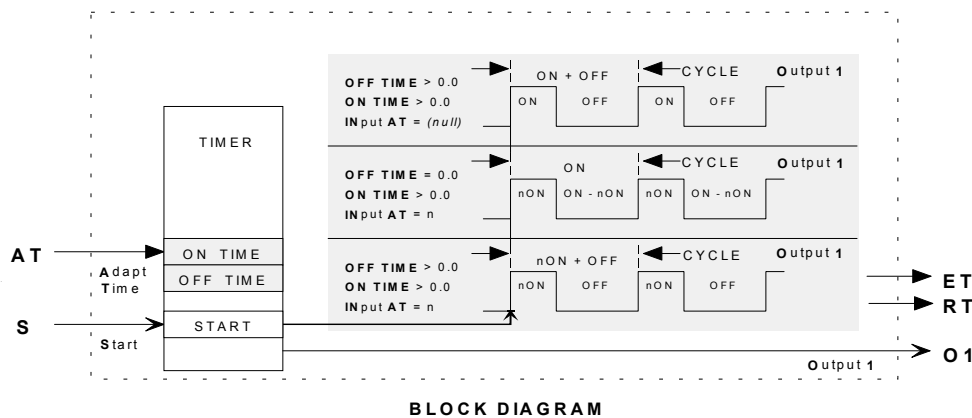 OFF TIME > 0.0
ON TIME > 0.0
INput AT = (null)
ON + OFF
CYCLE
Output 1
ON
OFF
ON
OFF
OFF TIME = 0.0
ON TIME > 0.0
INput AT = n
ON
CYCLE
Output 1
nON
ON - nON
nON
ON - nON
OFF TIME > 0.0
ON TIME > 0.0
INput AT = n
nON + OFF
CYCLE
Output 1
nON
OFF
nON
OFF
TIMER
AT
Adapt
Time
ON TIME
OFF TIME
S
Start
START
ET
RT
O1
Output 1
BLOCK DIAGRAM